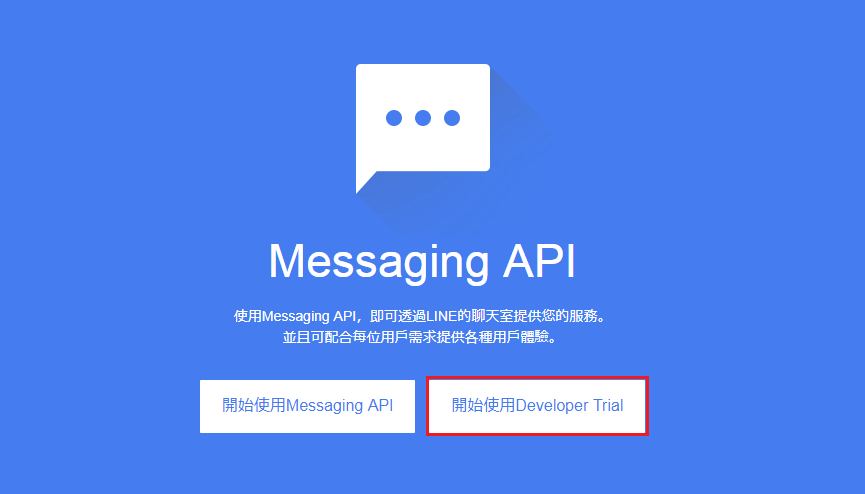 Messaging API
使用Messaging API，即可透過LINE的聊天室提供您的服務。
並且可配合每位用戶需求提供各種用戶體驗。
開始使用Messaging API
開始使用Developer Trial